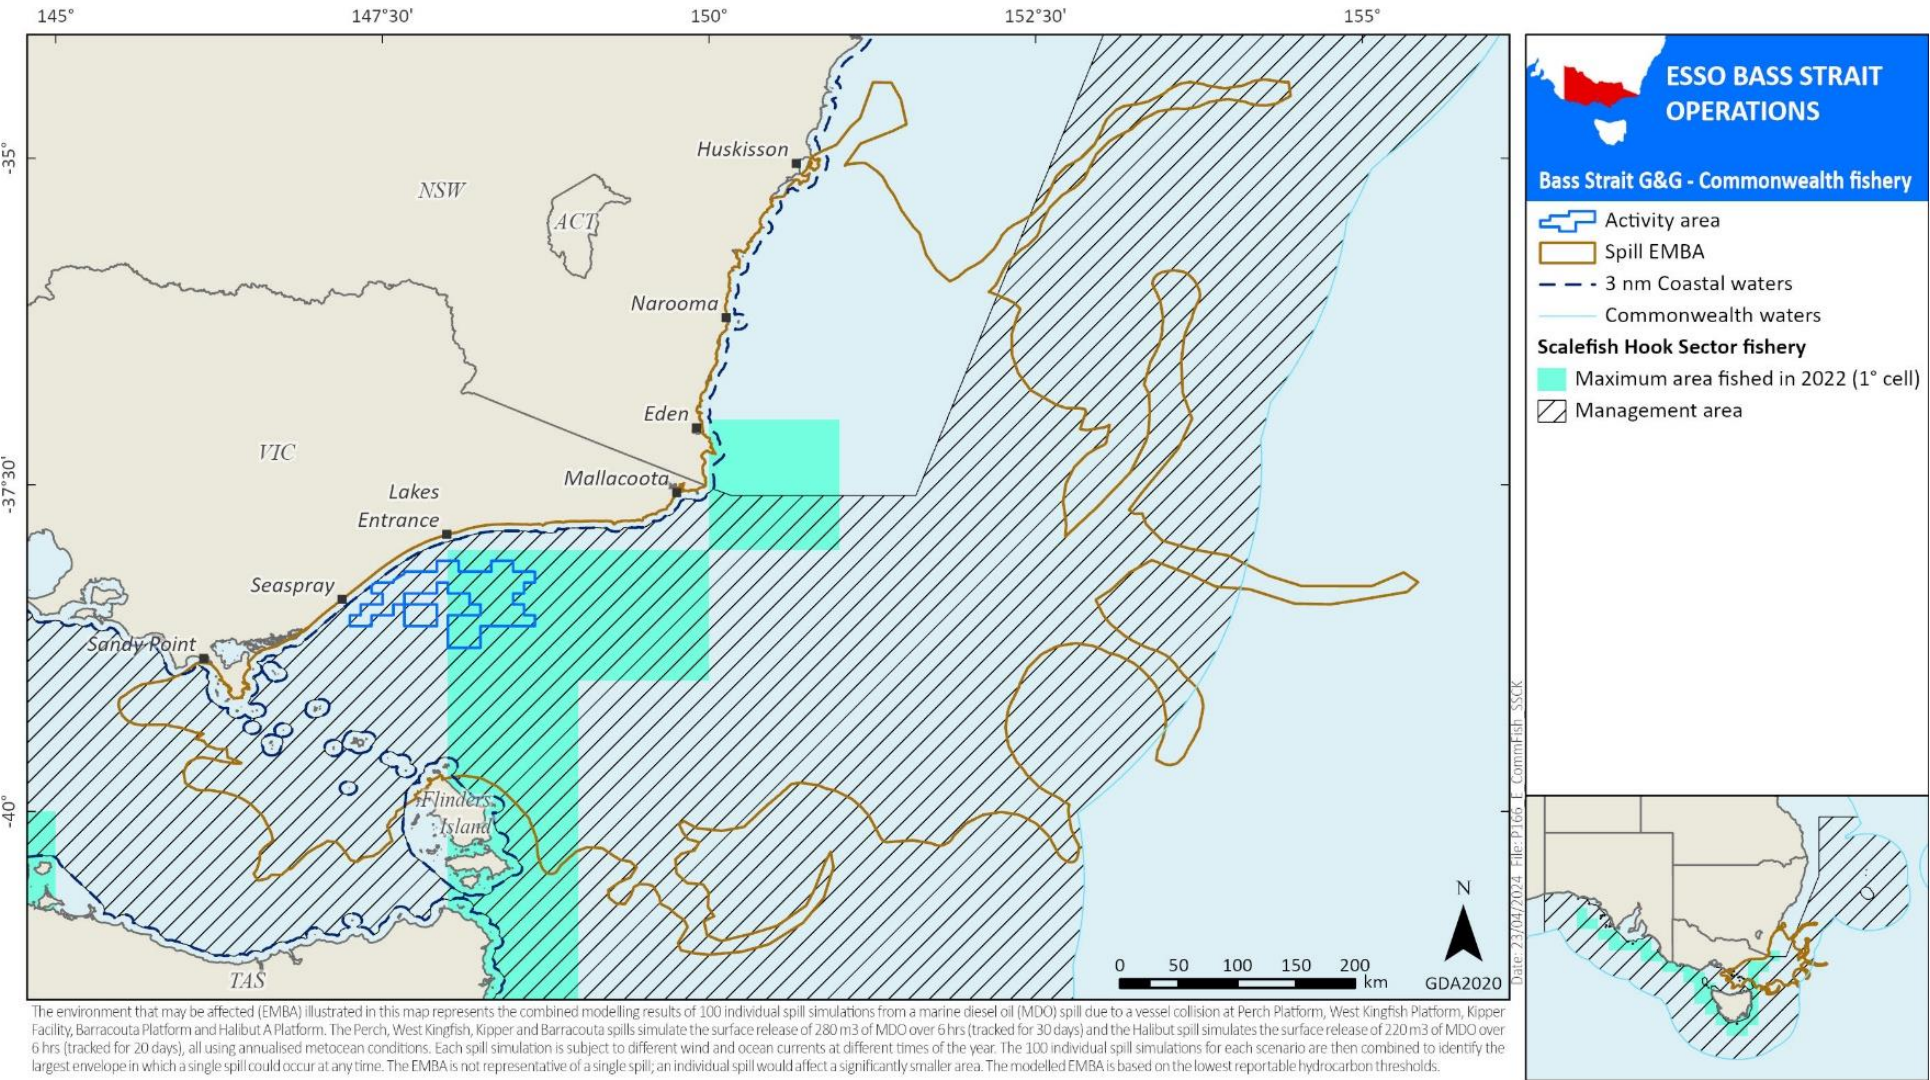 145° 147°30' 150° 152°30' 155°
-35°
-37°30'
-40°
Huskisson
NSW
ACT
Narooma
Eden
VIC
Mallacoota
Lakes
Entrance
Seaspray
Sandy Point
Flinders
Island
TAS
N
GDA2020
0 50 100 150 200
km
Date: 23/04/2024 File: P166_E_CommFish_SSCK
ESSO BASS STRAIT
OPERATIONS
Bass Strait G&G - Commonwealth fishery
Activity area
Spill EMBA
3 nm Coastal waters
Commonwealth waters
Scalefish Hook Sector fishery
Maximum area fished in 2022 (1° cell)
Management area
The environment that may be affected (EMBA) illustrated in this map represents the combined modelling results of 100 individual spill simulations from a marine diesel oil (MDO) spill due to a vessel collision at Perch Platform, West Kingfish Platform, Kipper
Facility, Barracouta Platform and Halibut A Platform. The Perch, West Kingfish, Kipper and Barracouta spills simulate the surface release of 280 m3 of MDO over 6 hrs (tracked for 30 days) and the Halibut spill simulates the surface release of 220 m3 of MDO over
6 hrs (tracked for 20 days), all using annualised metocean conditions. Each spill simulation is subject to different wind and ocean currents at different times of the year. The 100 individual spill simulations for each scenario are then combined to identify the
largest envelope in which a single spill could occur at any time. The EMBA is not representative of a single spill; an individual spill would affect a significantly smaller area. The modelled EMBA is based on the lowest reportable hydrocarbon thresholds.